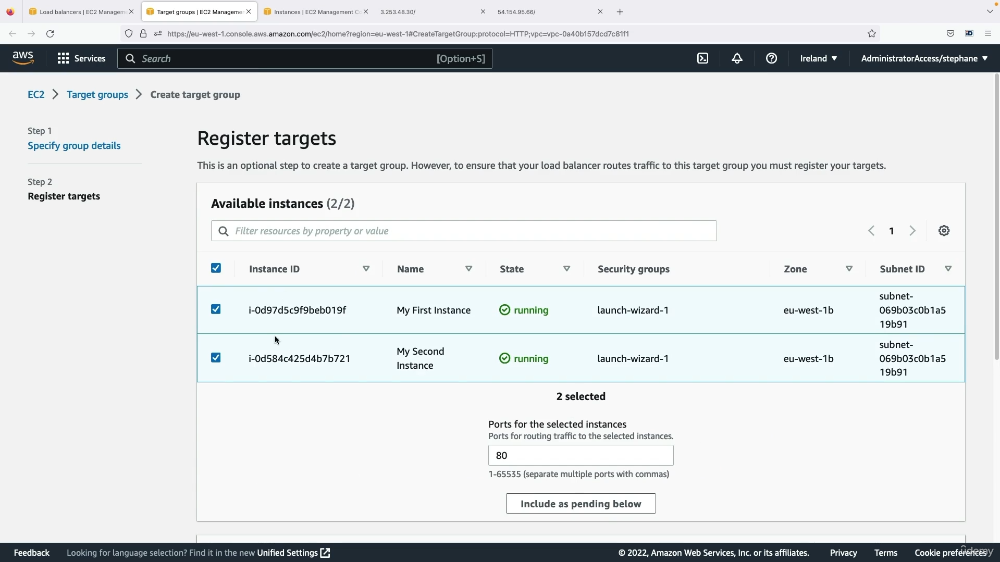 Load balancers | EC2 Managem
Target groups | EC2 Managemen
Instances | EC2 Management Co
3.253.48.30/
54.154.95.66/
https://eu-west-1.console.aws.amazon.com/ec2/home?region=eu-west-1#CreateTargetGroup:protocol=HTTP;vpc=vpc-0a40b157dcd7c81f1
iD
aws
Services
Search
[Option+S]
Ireland
AdministratorAccess/stephane
EC2
Target groups
Create target group
Step 1
Specify group details
Step 2
Register targets
Register targets
This is an optional step to create a target group. However, to ensure that your load balancer routes traffic to this target group you must register your targets.
Available instances (2/2)
Filter resources by property or value
1
Instance ID
Name
State
Security groups
Zone
Subnet ID
i-0d97d5c9f9beb019f
My First Instance
running
launch-wizard-1
eu-west-1b
subnet-
069b03c0b1a5
19b91
i-0d584c425d4b7b721
My Second
Instance
running
launch-wizard-1
eu-west-1b
subnet-
069b03c0b1a5
19b91
2 selected
Ports for the selected instances
Ports for routing traffic to the selected instances.
80
1-65535 (separate multiple ports with commas)
Include as pending below
Feedback
Looking for language selection? Find it in the new Unified Settings
© 2022, Amazon Web Services, Inc. or its affiliates.
Privacy
Terms
Cookie preferences
udemy